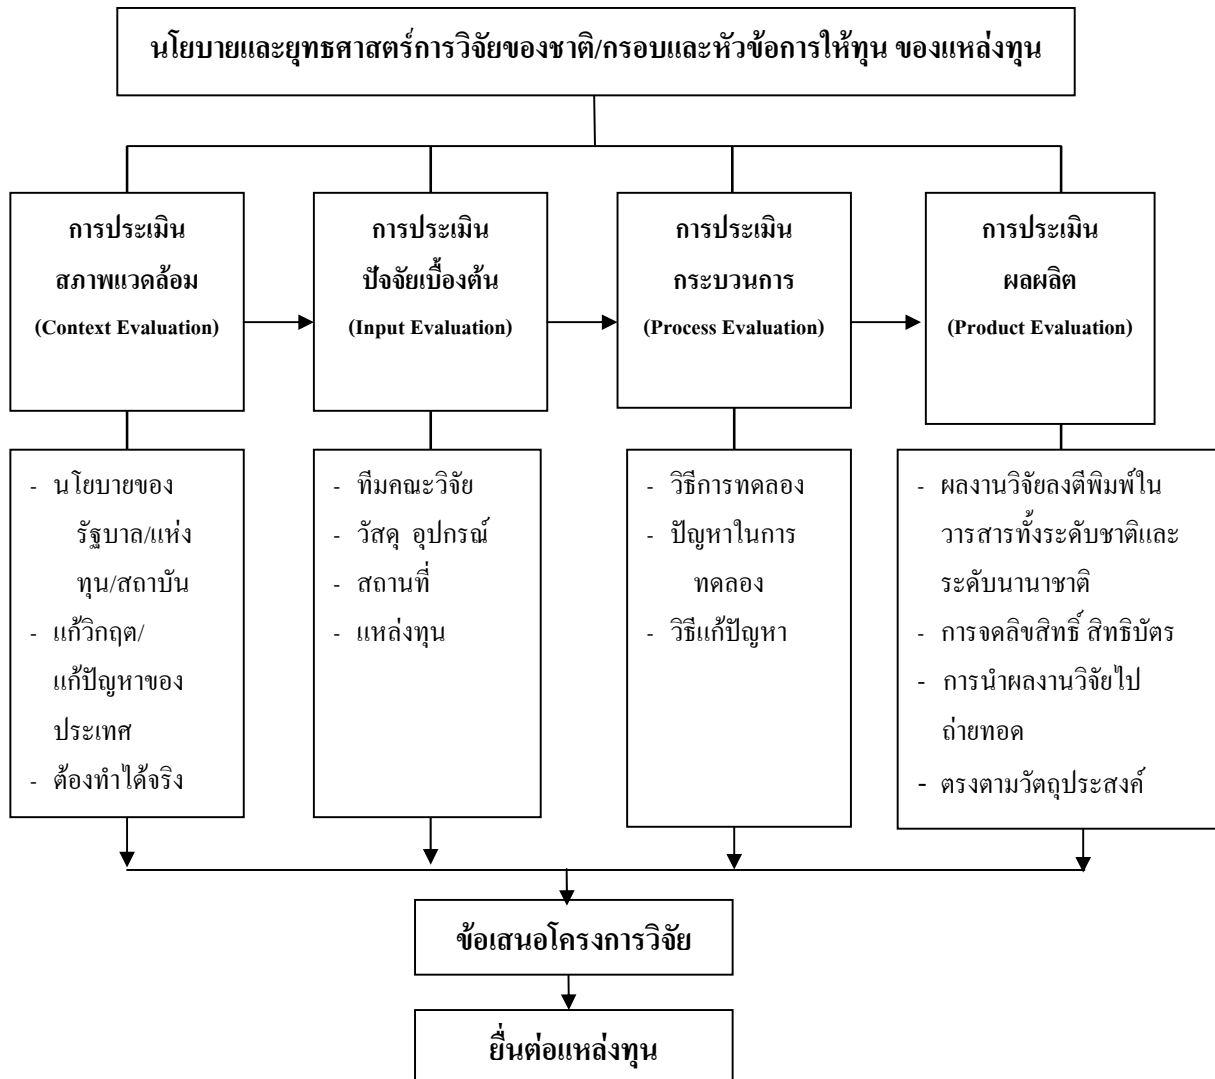 นโยบายและยุทธศาสตร์การวิจัยของชาติ/กรอบและหัวข้อการให้ทุน ของแหล่งทุน
การประเมิน
สภาพแวดล้อม
(Context Evaluation)
การประเมิน
ปัจจัยเบื้องต้น
(Input Evaluation)
การประเมิน
กระบวนการ
(Process Evaluation)
การประเมิน
ผลผลิต
(Product Evaluation)
- นโยบายของ
รัฐบาล/แห่ง
ทุน/สถาบัน
- แก้วิกฤต/
แก้ปัญหาของ
ประเทศ
- ต้องทำได้จริง
- ทีมคณะวิจัย
- วัสดุ อุปกรณ์
- สถานที่
- แหล่งทุน
- วิธีการทดลอง
- ปัญหาในการ
ทดลอง
- วิธีแก้ปัญหา
- ผลงานวิจัยลงตีพิมพ์ใน
วารสารทั้งระดับชาติและ
ระดับนานาชาติ
- การจดลิขสิทธิ์ สิทธิบัตร
- การนำผลงานวิจัยไป
ถ่ายทอด
- ตรงตามวัตถุประสงค์
ข้อเสนอโครงการวิจัย
ยื่นต่อแหล่งทุน